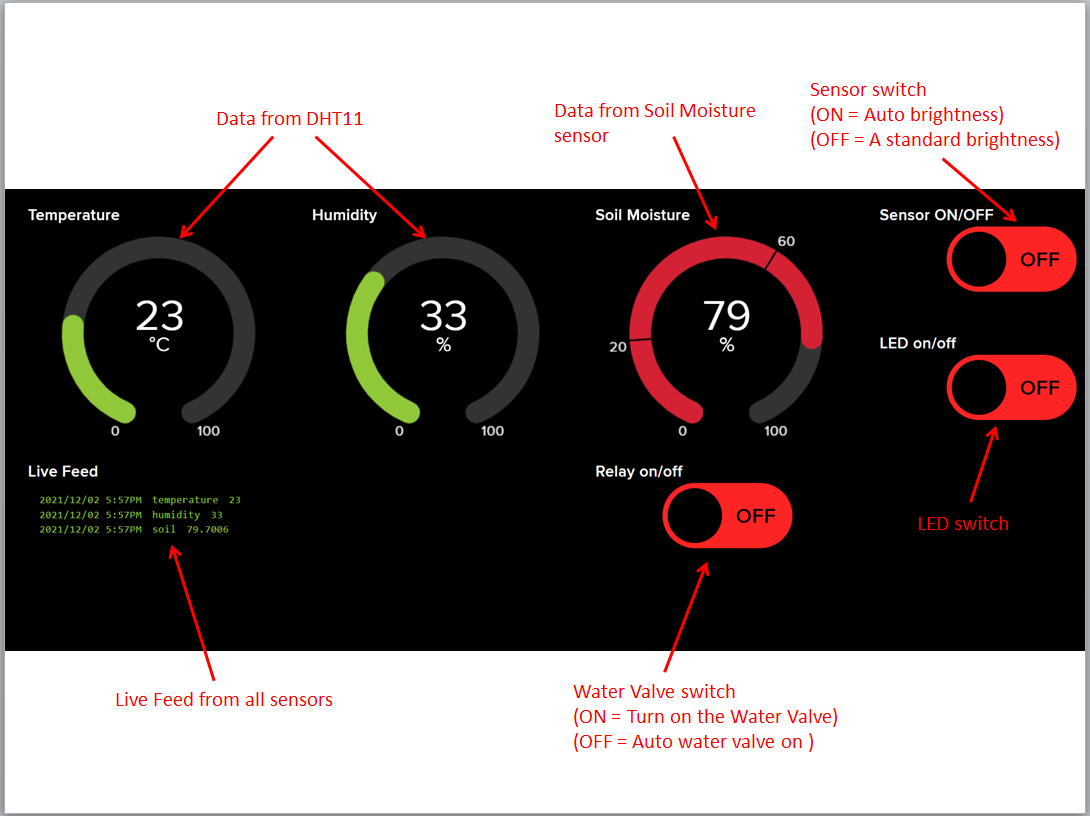 Data from DHT11
Data from Soil Moisture
sensor
Sensor switch
(ON = Auto brightness)
(OFF = A standard brightness)
Temperature
23
°C
0
100
Humidity
33
%
0
100
Soil Moisture
60
20
79
%
0
100
Sensor ON/OFF
OFF
LED on/off
OFF
LED switch
Live Feed
2021/12/02 5:57PM temperature 23
2021/12/02 5:57PM humidity 33
2021/12/02 5:57PM soil 79.7006
Relay on/off
OFF
Live Feed from all sensors
Water Valve switch
(ON = Turn on the Water Valve)
(OFF = Auto water valve on )